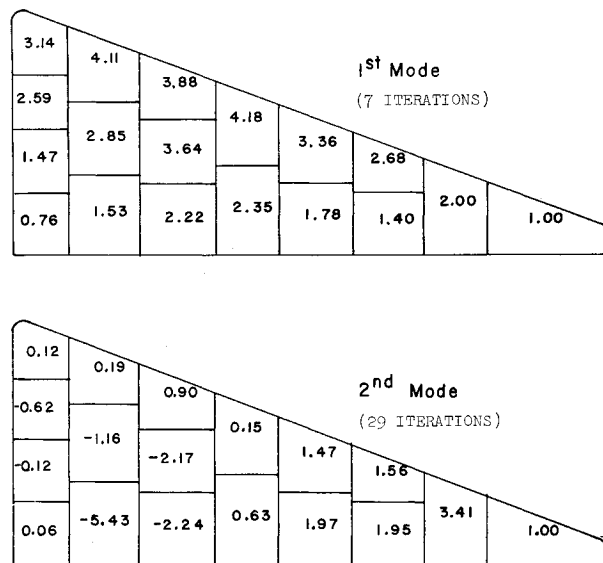 3.14 4.11 3.88 1st Mode
(7 ITERATIONS)
2.59 2.85 3.64 4.18 3.36 2.68
1.47
0.76 1.53 2.22 2.35 1.78 1.40 2.00 1.00
0.12 0.19 0.90 2nd Mode
(29 ITERATIONS)
-0.62 -1.16 -2.17 0.15 1.47 1.56
-0.12
0.06 -5.43 -2.24 0.63 1.97 1.95 3.41 1.00